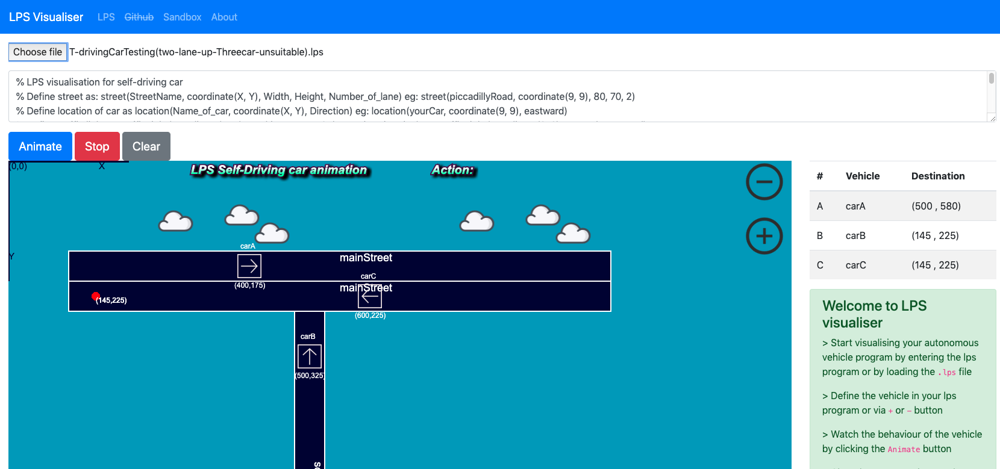 LPS Visualiser LPS Github Sandbox About
Choose file T-drivingCarTesting(two-lane-up-Threecar-unsuitable).lps
% LPS visualisation for self-driving car
% Define street as: street(StreetName, coordinate(X, Y), Width, Height, Number_of_lane) eg: street(piccadillyRoad, coordinate(9, 9), 80, 70, 2)
% Define location of car as location(Name_of_car, coordinate(X, Y), Direction) eg: location(yourCar, coordinate(9, 9), eastward)
Animate Stop Clear
(0,0) X LPS Self-Driving car animation Action:
Y
carA
mainStreet
(400,175)
carC
mainStreet
(145,225)
(600,225)
carB
(500,325)
# Vehicle Destination
A carA (500 , 580)
B carB (145 , 225)
C carC (145 , 225)
Welcome to LPS
visualiser
> Start visualising your autonomous
vehicle program by entering the lps
program or by loading the .lps file
> Define the vehicle in your lps
program or via + or − button
> Watch the behaviour of the vehicle
by clicking the Animate button